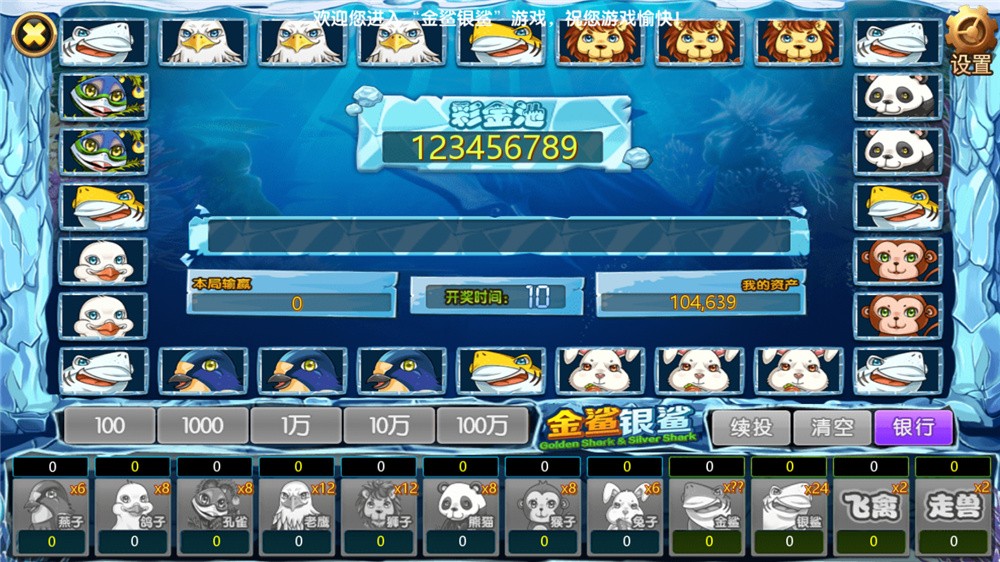 欢迎您进入“金鲨银鲨”游戏，祝您游戏愉快！
设置
彩金池
123456789
本局输赢
0
开奖时间：10
我的资产
104,639
100 1000 1万 10万 100万
金鲨银鲨
Golden Shark & Silver Shark
续投 清空 银行
0 0 0 0 0 0 0 0 0 0 0 0
x6 x8 x8 x12 x12 x8 x8 x6 x?? x24 x2 x2
燕子 鸽子 孔雀 老鹰 狮子 熊猫 猴子 兔子 金鲨 银鲨 飞禽 走兽
0 0 0 0 0 0 0 0 0 0 0 0